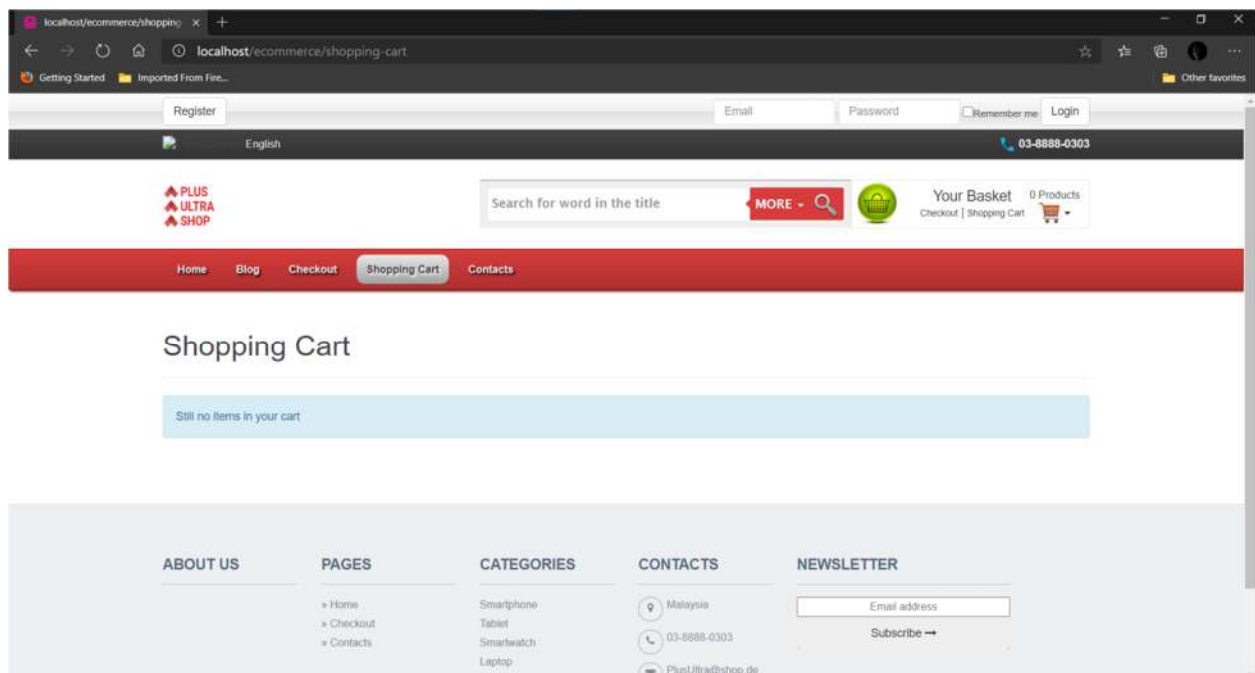 localhost/ecommerce/shopping
localhost/ecommerce/shopping-cart
Getting Started Imported From Fire... Other favorites
Register Email Password Remember me Login
English 03-8888-0303
PLUS
ULTRA
SHOP
Search for word in the title MORE
Your Basket 0 Products
Checkout | Shopping Cart
Home Blog Checkout Shopping Cart Contacts
Shopping Cart
Still no items in your cart
ABOUT US PAGES CATEGORIES CONTACTS NEWSLETTER
» Home Smartphone Malaysia Email address
» Checkout Tablet
» Contacts Smartwatch 03-8888-0303 Subscribe →
Laptop
PlusUltra@shop.de